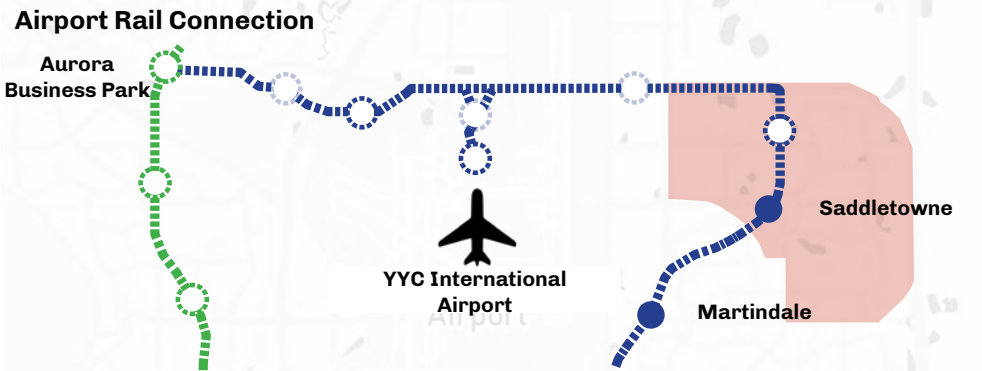 Airport Rail Connection
Aurora
Business Park
Saddletowne
YYC International
Airport
Airport
Martindale